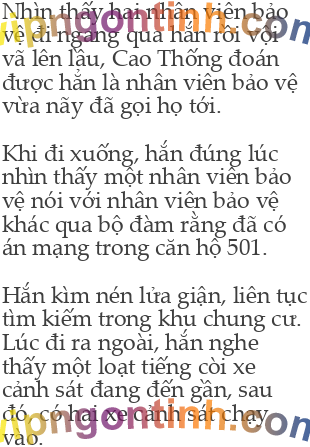 Nhìn thấy hai nhân viên bảo
vệ đi ngang qua hắn rồi vội
vã lên lầu, Cao Thống đoán
được hẳn là nhân viên bảo vệ
vừa nãy đã gọi họ tới.
Khi đi xuống, hắn đúng lúc
nhìn thấy một nhân viên bảo
vệ nói với nhân viên bảo vệ
khác qua bộ đàm rằng đã có
án mạng trong căn hộ 501.
Hắn kìm nén lửa giận, liên tục
tìm kiếm trong khu chung cư.
Lúc đi ra ngoài, hắn nghe
thấy một loạt tiếng còi xe
cảnh sát đang đến gần, sau
đó, có hai xe cảnh sát chạy
vào.
vipngontinh.com
vipngontinh.com